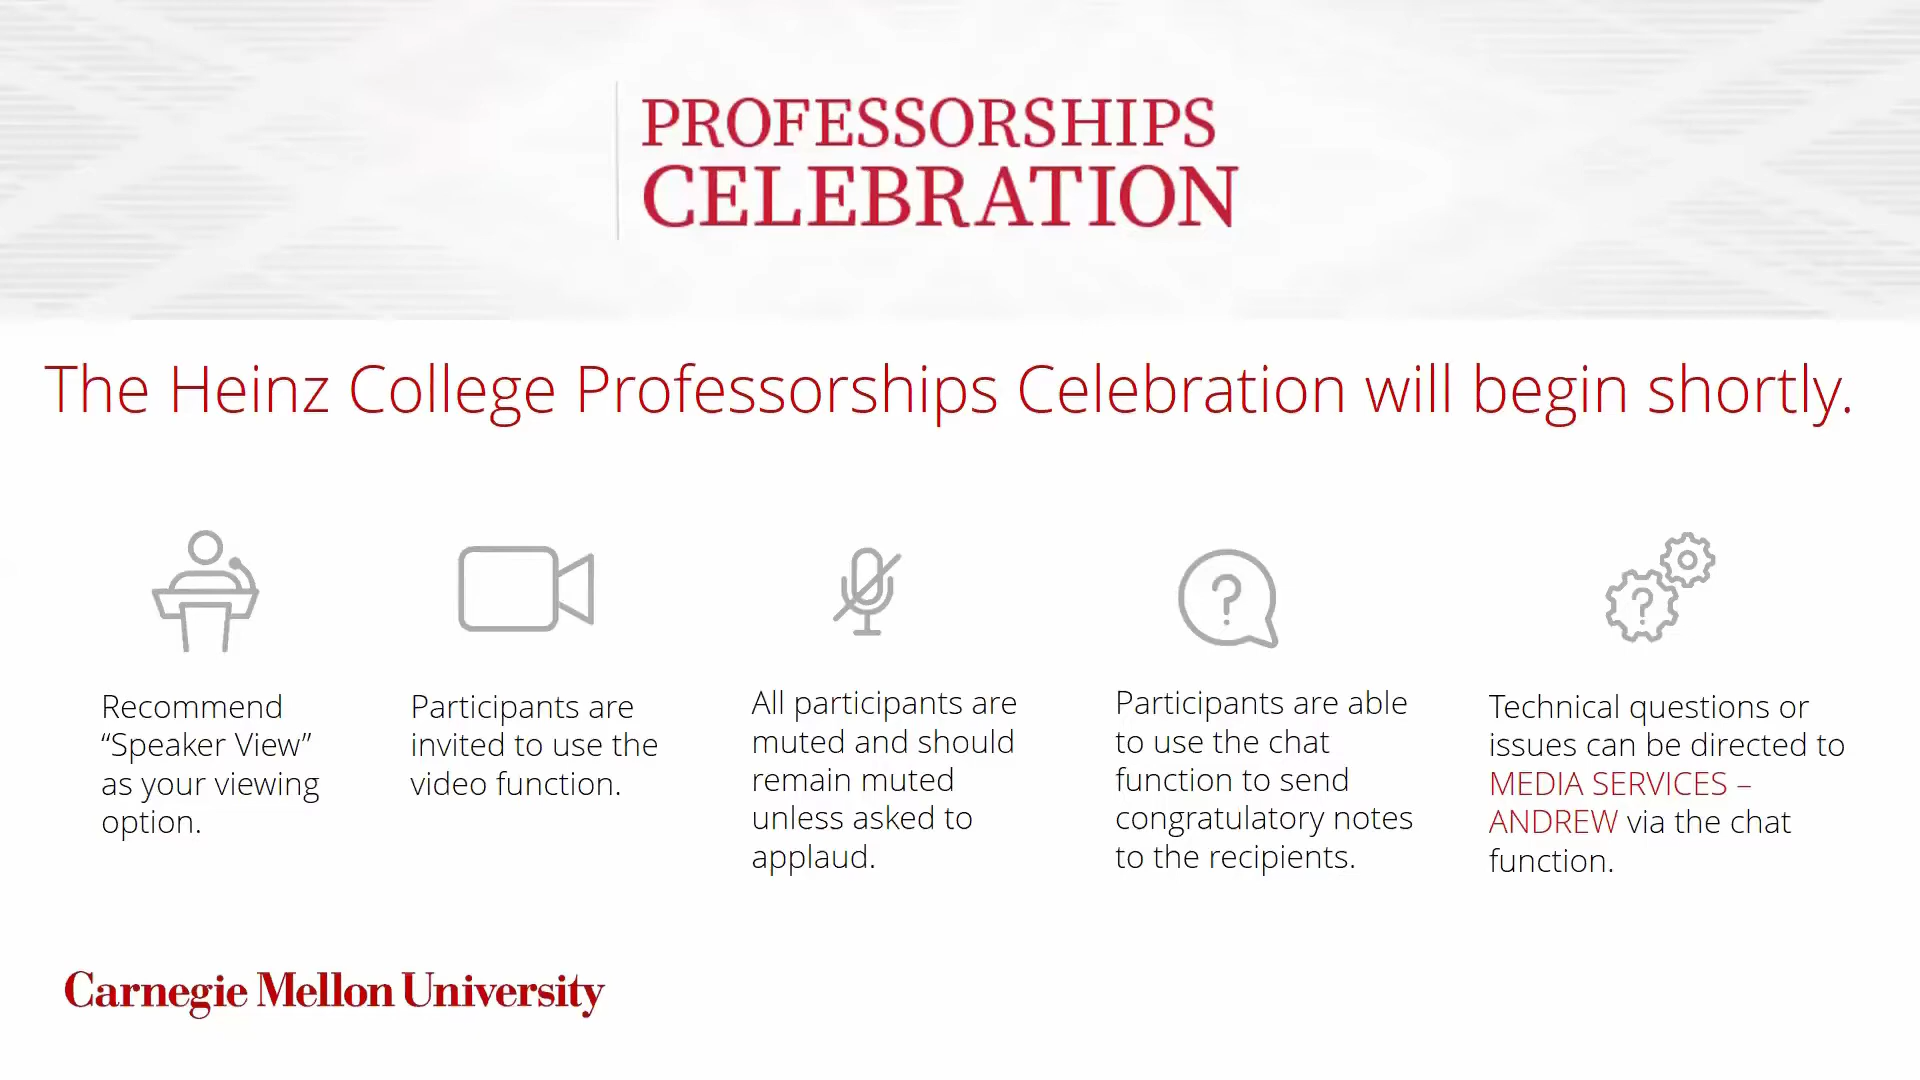 PROFESSORSHIPS
CELEBRATION
The Heinz College Professorships Celebration will begin shortly.
Recommend
“Speaker View”
as your viewing
option.
Participants are
invited to use the
video function.
All participants are
muted and should
remain muted
unless asked to
applaud.
Participants are able
to use the chat
function to send
congratulatory notes
to the recipients.
Technical questions or
issues can be directed to
MEDIA SERVICES –
ANDREW via the chat
function.
Carnegie Mellon University